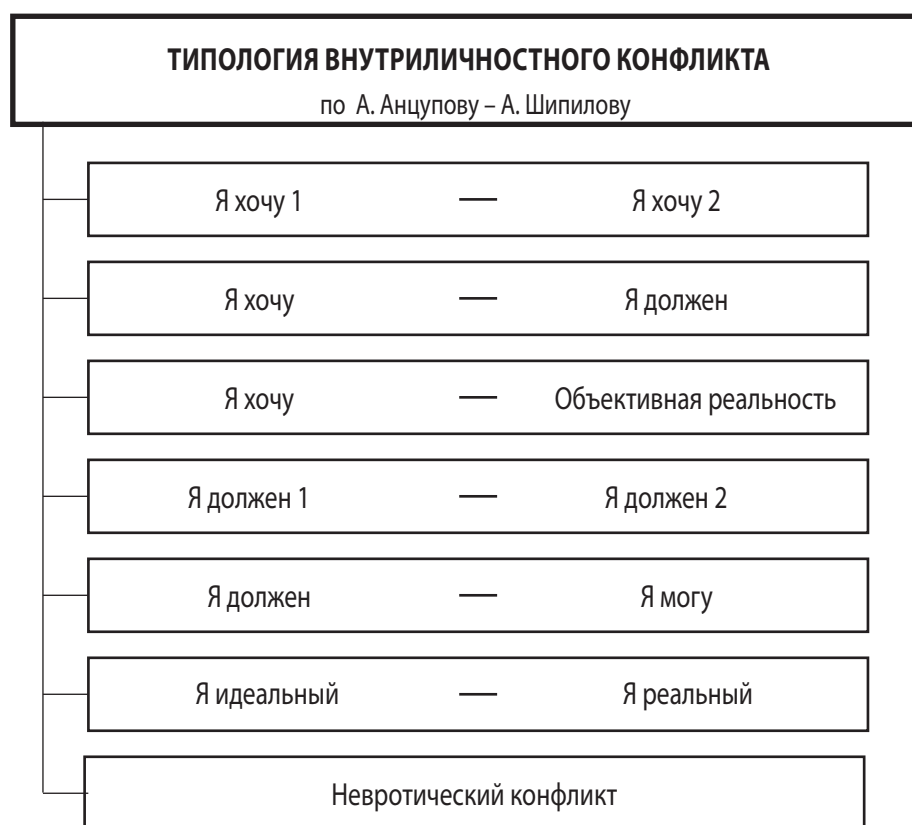 ТИПОЛОГИЯ ВНУТРИЛИЧНОСТНОГО КОНФЛИКТА
по А. Анцупову – А. Шипилову
Я хочу 1 — Я хочу 2
Я хочу — Я должен
Я хочу — Объективная реальность
Я должен 1 — Я должен 2
Я должен — Я могу
Я идеальный — Я реальный
Невротический конфликт